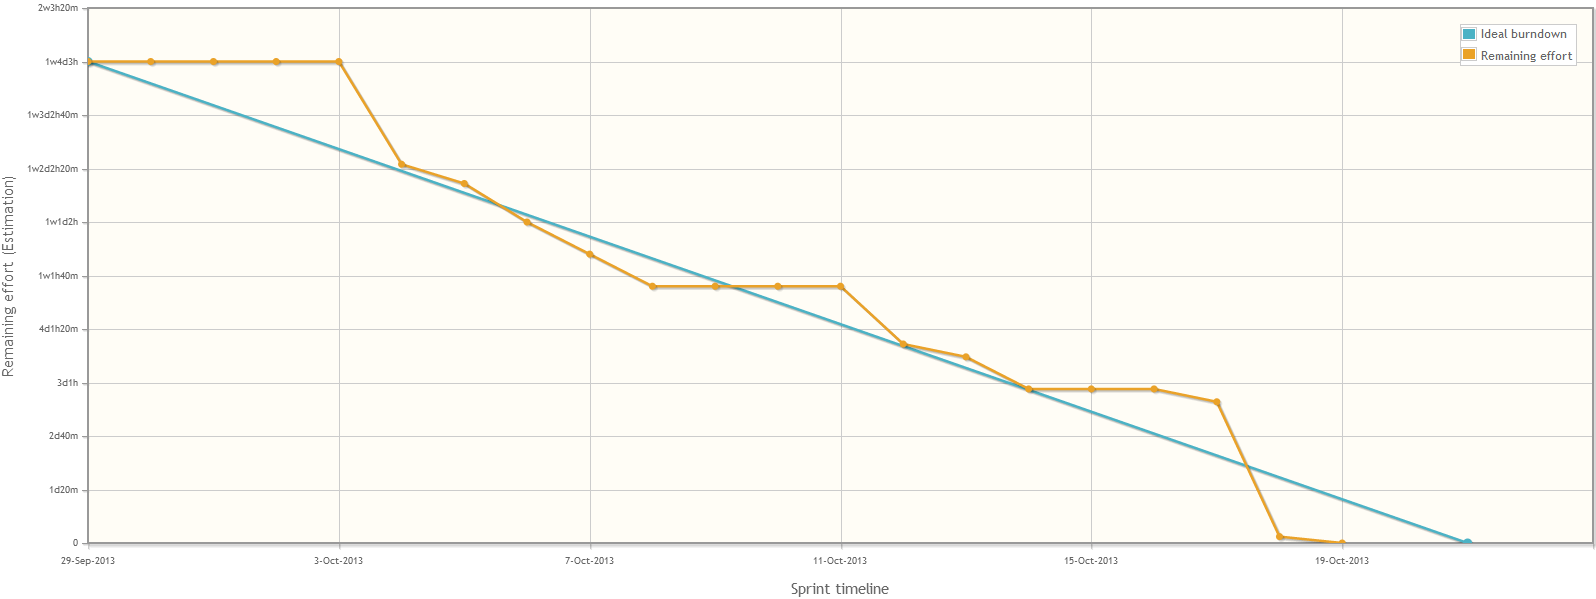 2w3h20m
1w4d3h
1w3d2h40m
1w2d2h20m
1w1d2h
1w1h40m
4d1h20m
3d1h
2d40m
1d20m
0
Remaining effort (Estimation)
Ideal burndown
Remaining effort
29-Sep-2013 3-Oct-2013 7-Oct-2013 11-Oct-2013 15-Oct-2013 19-Oct-2013
Sprint timeline